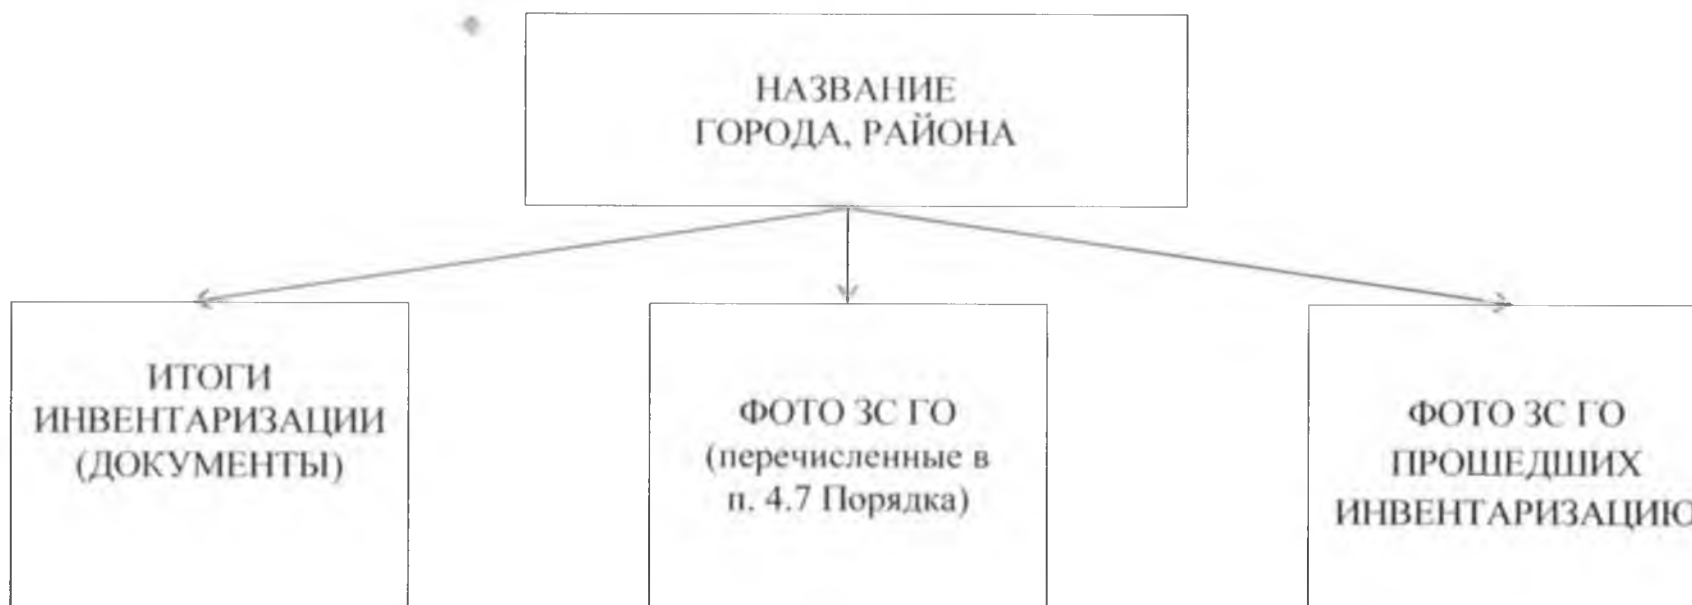 НАЗВАНИЕ
ГОРОДА, РАЙОНА
ИТОГИ
ИНВЕНТАРИЗАЦИИ
(ДОКУМЕНТЫ)
ФОТО ЗС ГО
(перечисленные в
п. 4.7 Порядка)
ФОТО ЗС ГО
ПРОШЕДШИХ
ИНВЕНТАРИЗАЦИЮ